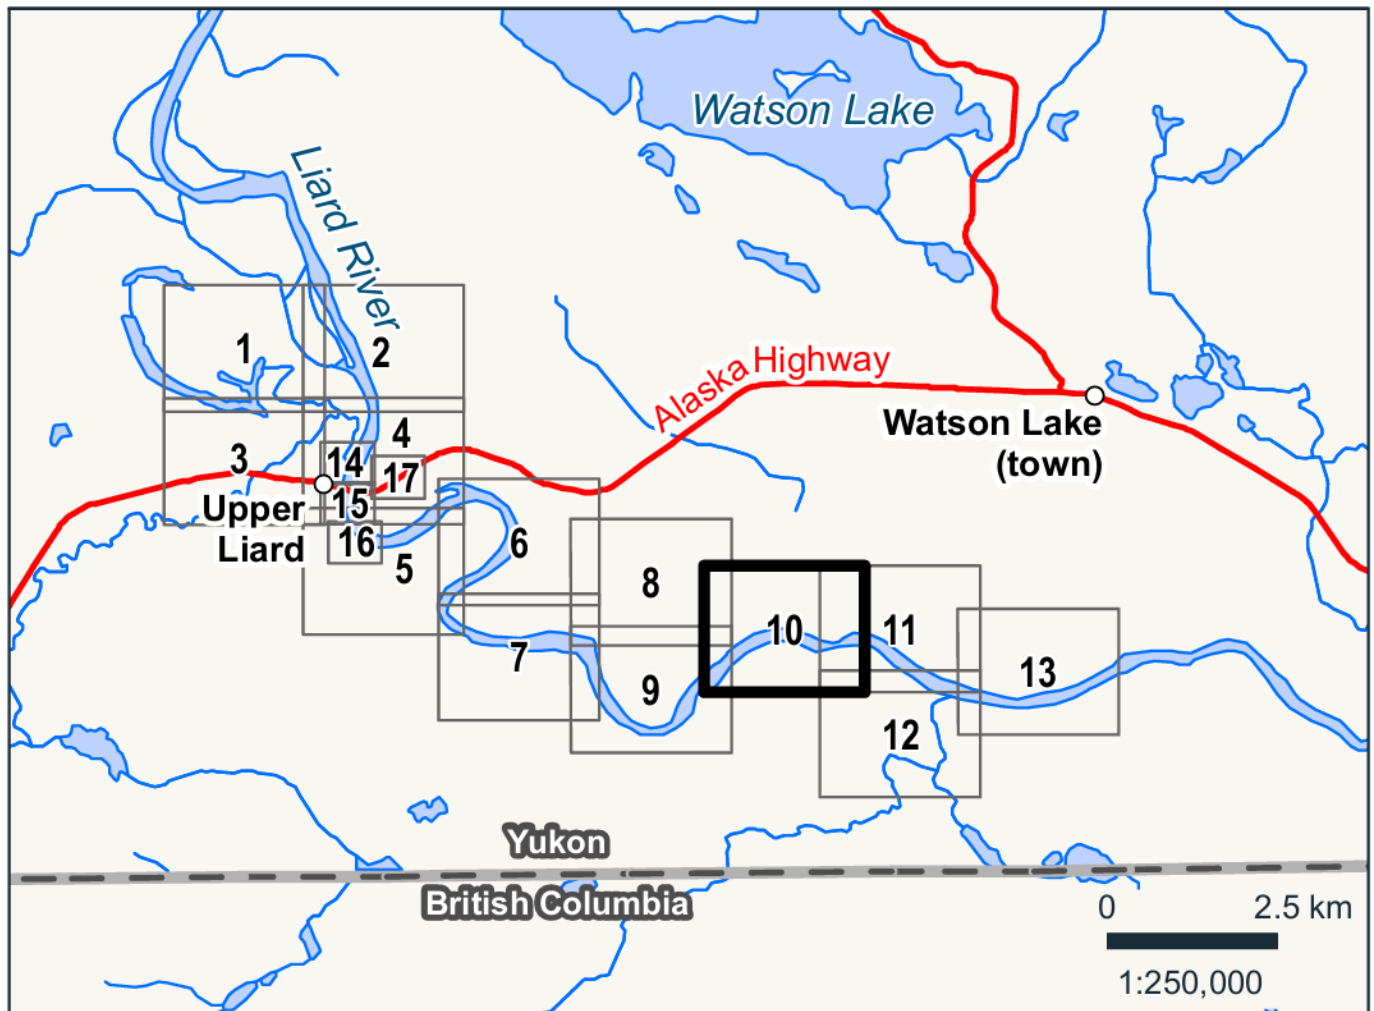 Watson Lake
Liard River
1
2
Alaska Highway
Watson Lake
(town)
3
4
14
17
15
Upper
Liard
16
5
6
8
10
11
7
9
13
12
Yukon
British Columbia
0
2.5 km
1:250,000